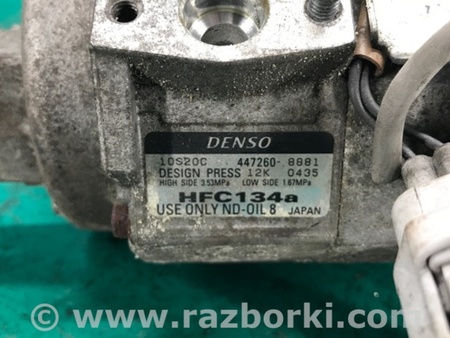 DENSO
10S20C 447260-8881
DESIGN PRESS 12K 0435
HIGH SIDE 3.53MPa LOW SIDE 1.67MPa
HFC134a
USE ONLY ND-OIL 8 JAPAN
© www.razborki.com